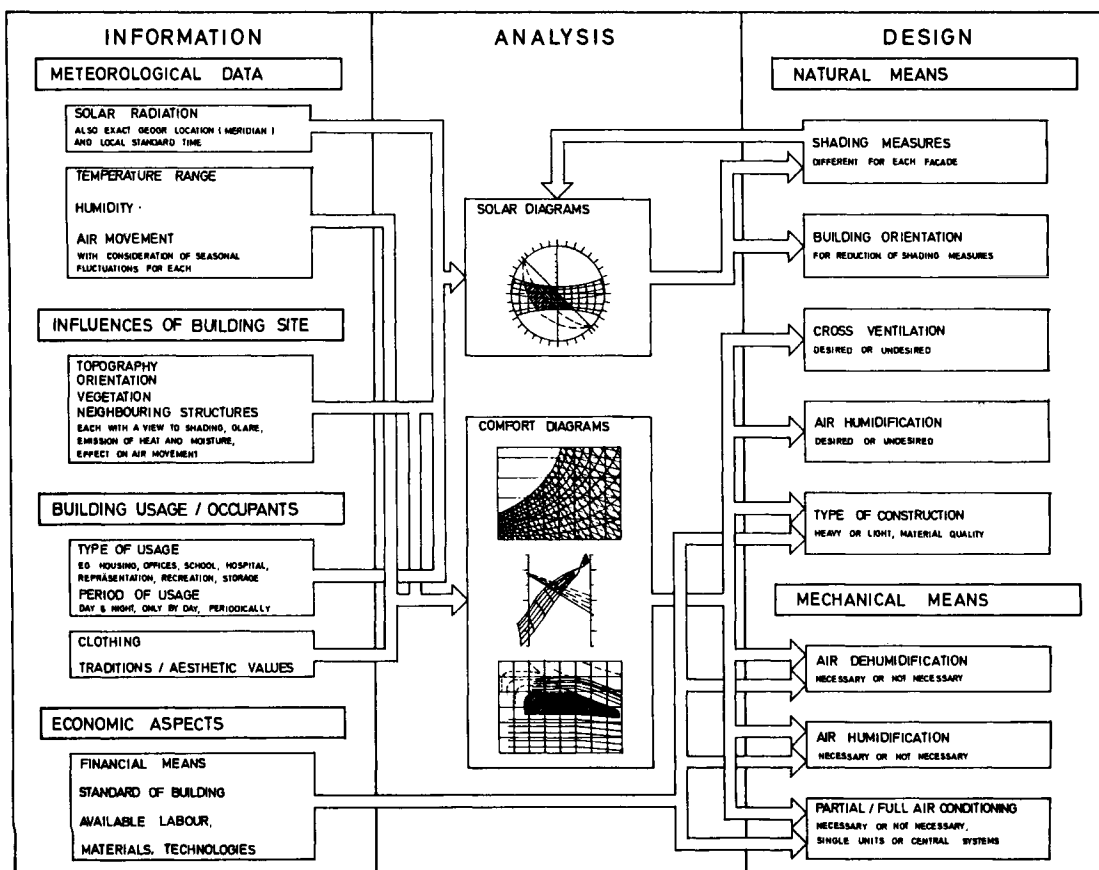 INFORMATION
METEOROLOGICAL DATA
SOLAR RADIATION
ALSO EXACT GEOGR LOCATION (MERIDIAN)
AND LOCAL STANDARD TIME
TEMPERATURE RANGE
HUMIDITY
AIR MOVEMENT
WITH CONSIDERATION OF SEASONAL
FLUCTUATIONS FOR EACH
INFLUENCES OF BUILDING SITE
TOPOGRAPHY
ORIENTATION
VEGETATION
NEIGHBOURING STRUCTURES
EACH WITH A VIEW TO SHADING, GLARE,
EMISSION OF HEAT AND MOISTURE,
EFFECT ON AIR MOVEMENT
BUILDING USAGE / OCCUPANTS
TYPE OF USAGE
EG HOUSING, OFFICES, SCHOOL, HOSPITAL,
REPRÄSENTATION, RECREATION, STORAGE
PERIOD OF USAGE
DAY & NIGHT, ONLY BY DAY, PERIODICALLY
CLOTHING
TRADITIONS / AESTHETIC VALUES
ECONOMIC ASPECTS
FINANCIAL MEANS
STANDARD OF BUILDING
AVAILABLE LABOUR,
MATERIALS, TECHNOLOGIES
ANALYSIS
SOLAR DIAGRAMS
COMFORT DIAGRAMS
DESIGN
NATURAL MEANS
SHADING MEASURES
DIFFERENT FOR EACH FACADE
BUILDING ORIENTATION
FOR REDUCTION OF SHADING MEASURES
CROSS VENTILATION
DESIRED OR UNDESIRED
AIR HUMIDIFICATION
DESIRED OR UNDESIRED
TYPE OF CONSTRUCTION
HEAVY OR LIGHT, MATERIAL QUALITY
MECHANICAL MEANS
AIR DEHUMIDIFICATION
NECESSARY OR NOT NECESSARY
AIR HUMIDIFICATION
NECESSARY OR NOT NECESSARY
PARTIAL / FULL AIR CONDITIONING
NECESSARY OR NOT NECESSARY,
SINGLE UNITS OR CENTRAL SYSTEMS